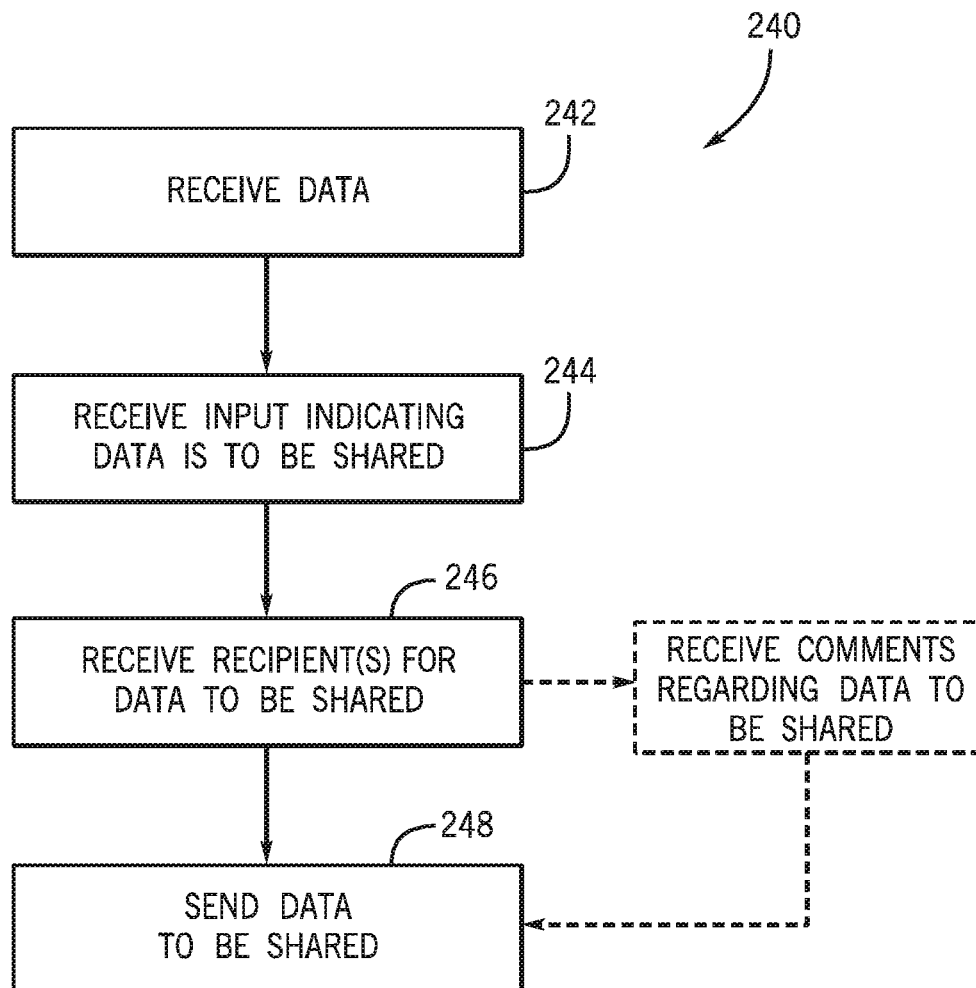 240
242
RECEIVE DATA
244
RECEIVE INPUT INDICATING
DATA IS TO BE SHARED
246
RECEIVE RECIPIENT(S) FOR
DATA TO BE SHARED
RECEIVE COMMENTS
REGARDING DATA TO
BE SHARED
248
SEND DATA
TO BE SHARED